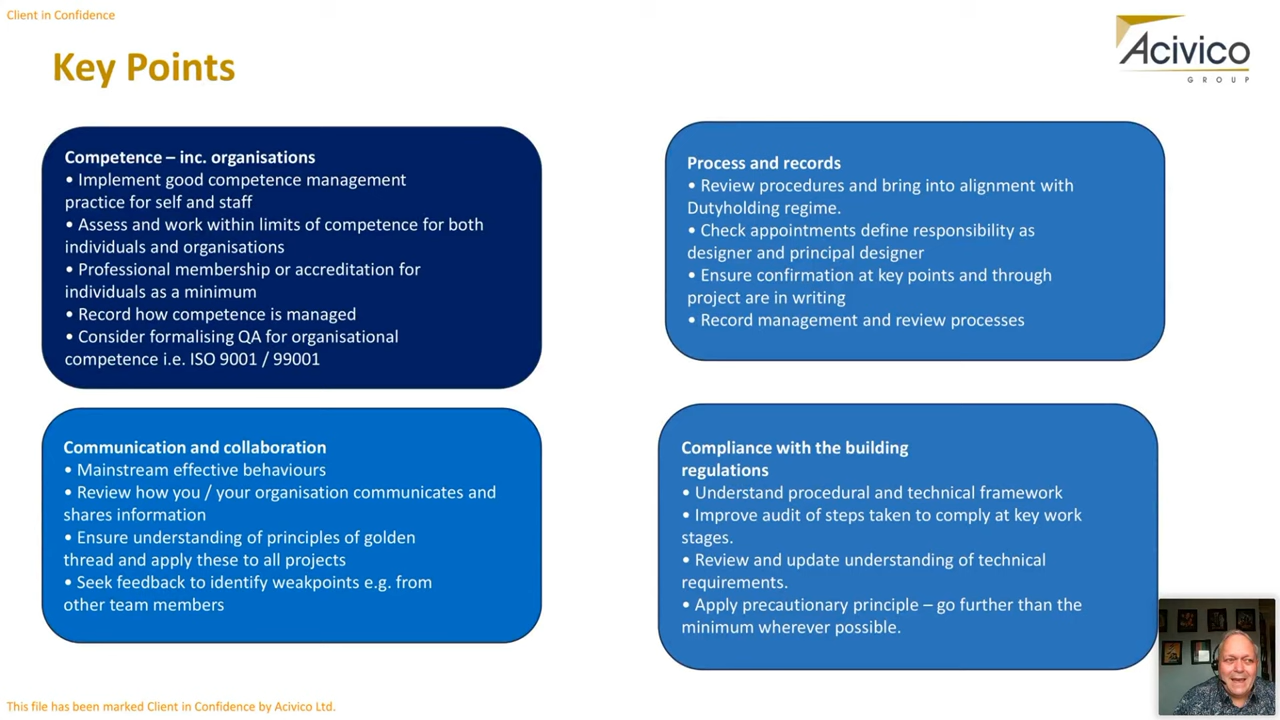 Client in Confidence
Acivico
GROUP
Key Points
Competence – inc. organisations
• Implement good competence management
practice for self and staff
• Assess and work within limits of competence for both
individuals and organisations
• Professional membership or accreditation for
individuals as a minimum
• Record how competence is managed
• Consider formalising QA for organisational
competence i.e. ISO 9001 / 99001
Process and records
• Review procedures and bring into alignment with
Dutyholding regime.
• Check appointments define responsibility as
designer and principal designer
• Ensure confirmation at key points and through
project are in writing
• Record management and review processes
Communication and collaboration
• Mainstream effective behaviours
• Review how you / your organisation communicates and
shares information
• Ensure understanding of principles of golden
thread and apply these to all projects
• Seek feedback to identify weakpoints e.g. from
other team members
Compliance with the building
regulations
• Understand procedural and technical framework
• Improve audit of steps taken to comply at key work
stages.
• Review and update understanding of technical
requirements.
• Apply precautionary principle – go further than the
minimum wherever possible.
This file has been marked Client in Confidence by Acivico Ltd.